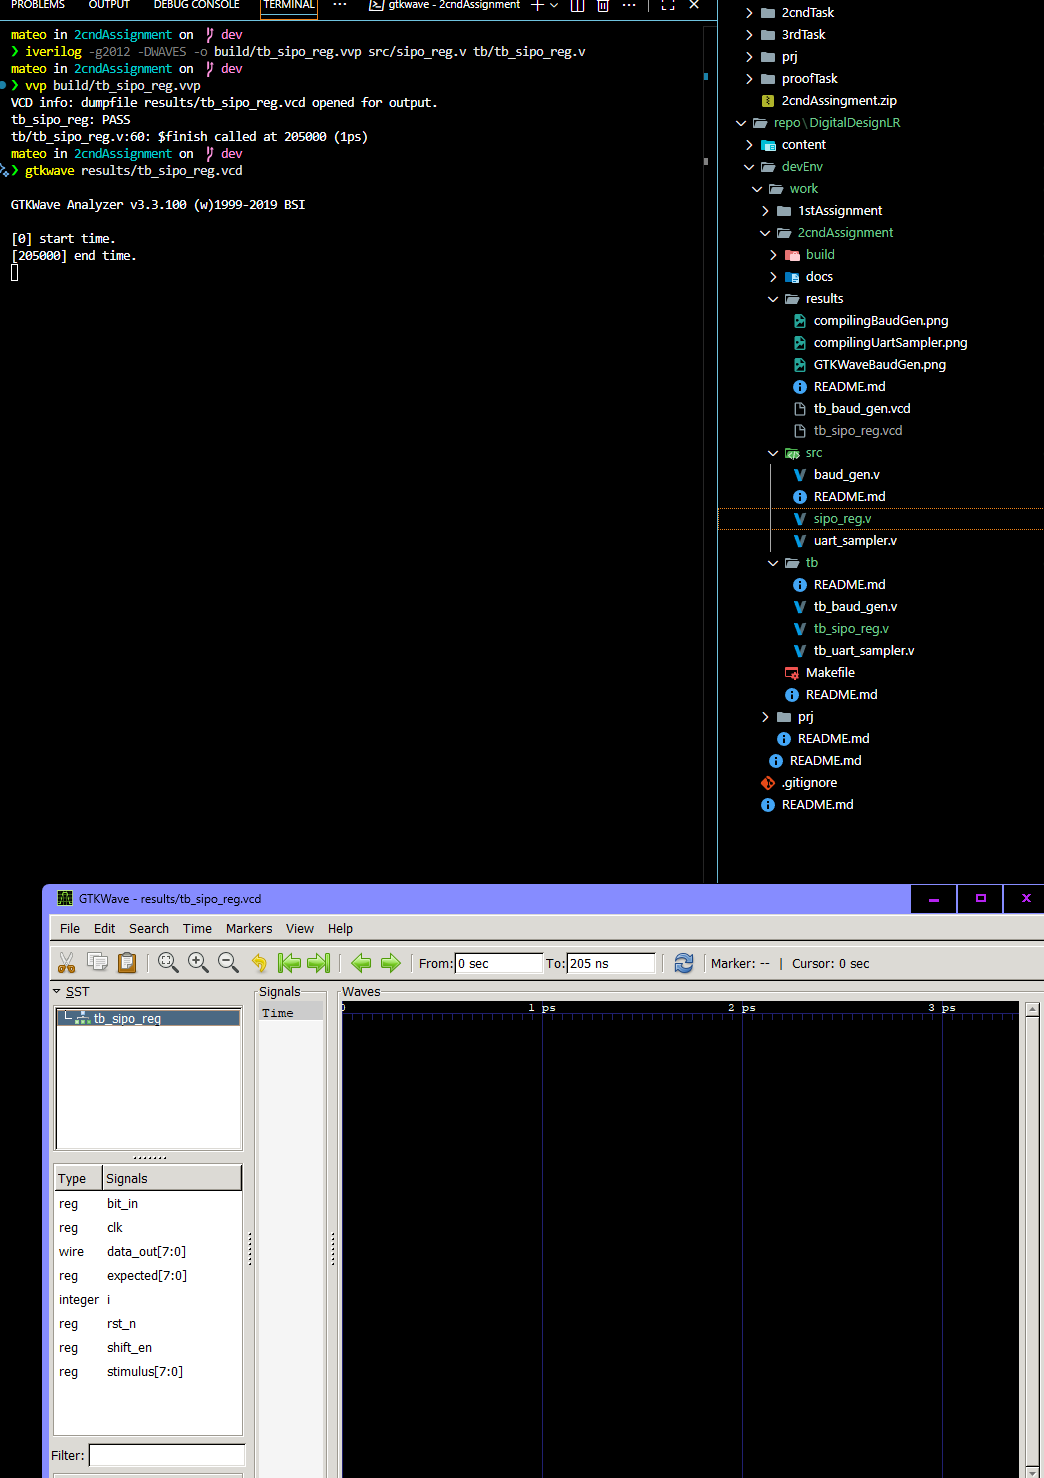 PROBLEMS OUTPUT DEBUG CONSOLE TERMINAL ··· gtkwave - 2cndAssignment
mateo in 2cndAssignment on dev
❯ iverilog -g2012 -DWAVES -o build/tb_sipo_reg.vvp src/sipo_reg.v tb/tb_sipo_reg.v
mateo in 2cndAssignment on dev
❯ vvp build/tb_sipo_reg.vvp
VCD info: dumpfile results/tb_sipo_reg.vcd opened for output.
tb_sipo_reg: PASS
tb/tb_sipo_reg.v:60: $finish called at 205000 (1ps)
mateo in 2cndAssignment on dev
❯ gtkwave results/tb_sipo_reg.vcd
GTKWave Analyzer v3.3.100 (w)1999-2019 BSI
[0] start time.
[205000] end time.
2cndTask
3rdTask
prj
proofTask
2cndAssingment.zip
repo\DigitalDesignLR
content
devEnv
work
1stAssignment
2cndAssignment
build
docs
results
compilingBaudGen.png
compilingUartSampler.png
GTKWaveBaudGen.png
README.md
tb_baud_gen.vcd
tb_sipo_reg.vcd
src
baud_gen.v
README.md
sipo_reg.v
uart_sampler.v
tb
README.md
tb_baud_gen.v
tb_sipo_reg.v
tb_uart_sampler.v
Makefile
README.md
prj
README.md
README.md
.gitignore
README.md
GTKWave - results/tb_sipo_reg.vcd
File Edit Search Time Markers View Help
From: 0 sec To: 205 ns Marker: -- | Cursor: 0 sec
SST
tb_sipo_reg
Type Signals
reg bit_in
reg clk
wire data_out[7:0]
reg expected[7:0]
integer i
reg rst_n
reg shift_en
reg stimulus[7:0]
Filter:
Signals
Time
Waves
0 1 ps 2 ps 3 ps